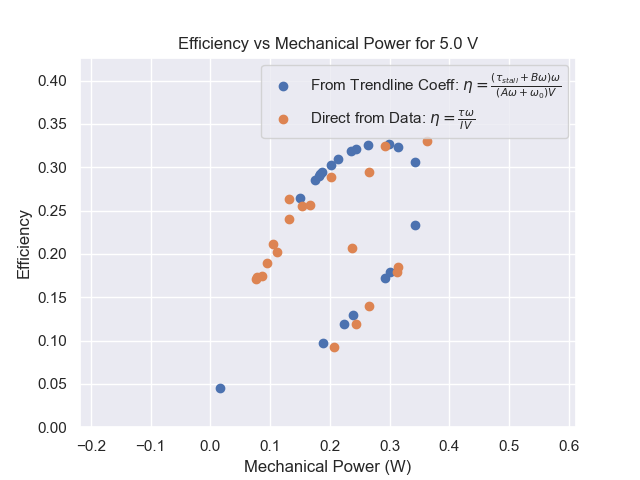 Efficiency vs Mechanical Power for 5.0 V
From Trendline Coeff: η = (τ_stall + Bω)ω / (Aω + ω₀)V
Direct from Data: η = τω / IV
0.40
0.35
0.30
0.25
0.20
0.15
0.10
0.05
0.00
Efficiency
−0.2 −0.1 0.0 0.1 0.2 0.3 0.4 0.5 0.6
Mechanical Power (W)